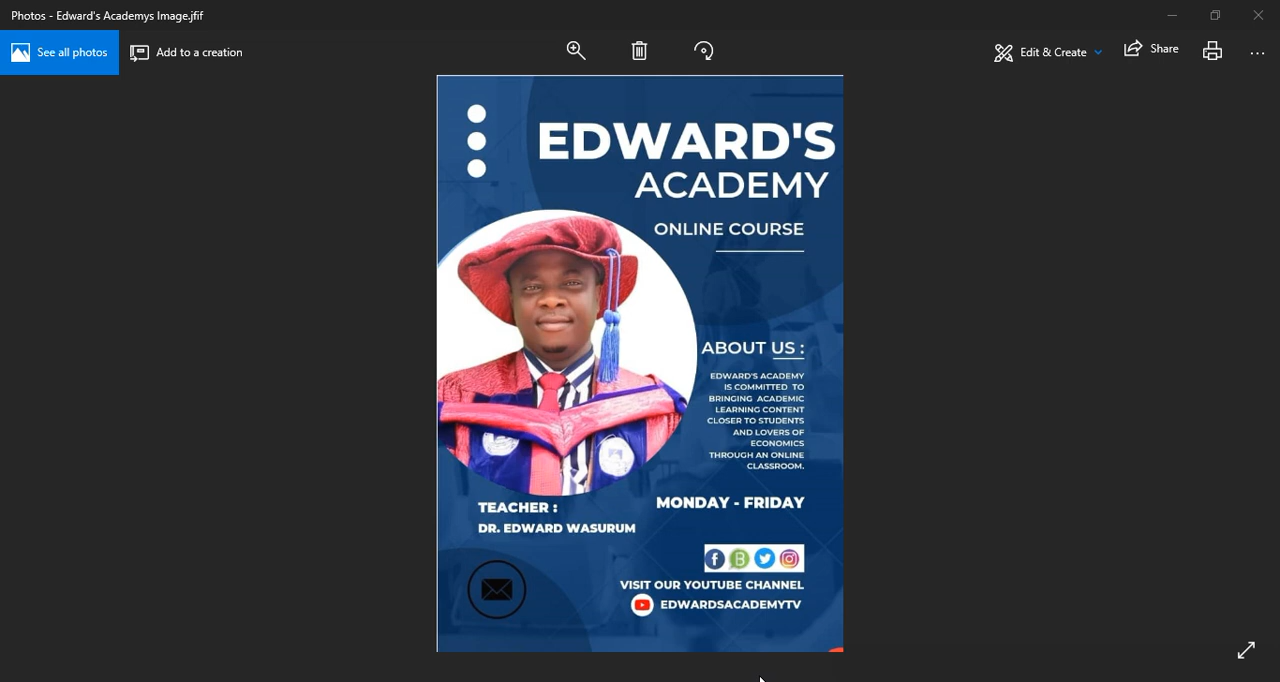 Photos - Edward's Academys Image.jfif
See all photos
Add to a creation
Edit & Create
Share
EDWARD'S
ACADEMY
ONLINE COURSE
ABOUT US :
EDWARD'S ACADEMY
IS COMMITTED TO
BRINGING ACADEMIC
LEARNING CONTENT
CLOSER TO STUDENTS
AND LOVERS OF
ECONOMICS
THROUGH AN ONLINE
CLASSROOM.
MONDAY - FRIDAY
TEACHER :
DR. EDWARD WASURUM
VISIT OUR YOUTUBE CHANNEL
EDWARDSACADEMYTV